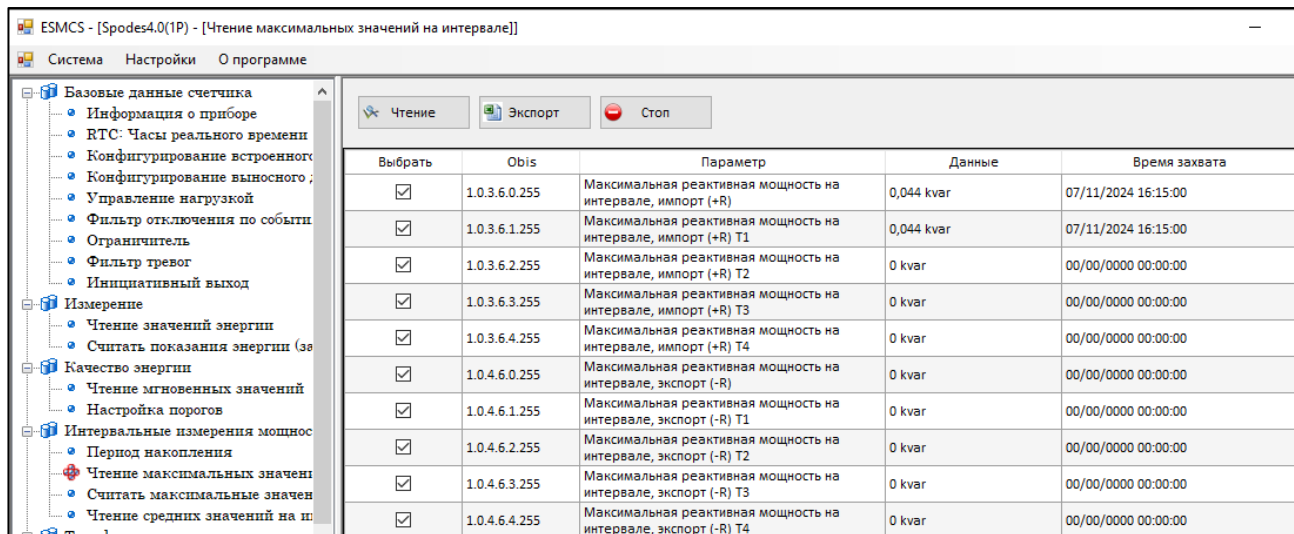 ESMCS - [Spodes4.0(1P) - [Чтение максимальных значений на интервале]]
Система Настройки О программе
Базовые данные счетчика
Информация о приборе
RTC: Часы реального времени
Конфигурирование встроенного
Конфигурирование выносного
Управление нагрузкой
Фильтр отключения по событи
Ограничитель
Фильтр тревог
Инициативный выход
Измерение
Чтение значений энергии
Считать показания энергии (за
Качество энергии
Чтение мгновенных значений
Настройка порогов
Интервальные измерения мощнос
Период накопления
Чтение максимальных значени
Считать максимальные значен
Чтение средних значений на и
Чтение Экспорт Стоп
Выбрать Obis Параметр Данные Время захвата
1.0.3.6.0.255 Максимальная реактивная мощность на
интервале, импорт (+R) 0,044 kvar 07/11/2024 16:15:00
1.0.3.6.1.255 Максимальная реактивная мощность на
интервале, импорт (+R) T1 0,044 kvar 07/11/2024 16:15:00
1.0.3.6.2.255 Максимальная реактивная мощность на
интервале, импорт (+R) T2 0 kvar 00/00/0000 00:00:00
1.0.3.6.3.255 Максимальная реактивная мощность на
интервале, импорт (+R) T3 0 kvar 00/00/0000 00:00:00
1.0.3.6.4.255 Максимальная реактивная мощность на
интервале, импорт (+R) T4 0 kvar 00/00/0000 00:00:00
1.0.4.6.0.255 Максимальная реактивная мощность на
интервале, экспорт (-R) 0 kvar 00/00/0000 00:00:00
1.0.4.6.1.255 Максимальная реактивная мощность на
интервале, экспорт (-R) T1 0 kvar 00/00/0000 00:00:00
1.0.4.6.2.255 Максимальная реактивная мощность на
интервале, экспорт (-R) T2 0 kvar 00/00/0000 00:00:00
1.0.4.6.3.255 Максимальная реактивная мощность на
интервале, экспорт (-R) T3 0 kvar 00/00/0000 00:00:00
1.0.4.6.4.255 Максимальная реактивная мощность на
интервале, экспорт (-R) T4 0 kvar 00/00/0000 00:00:00